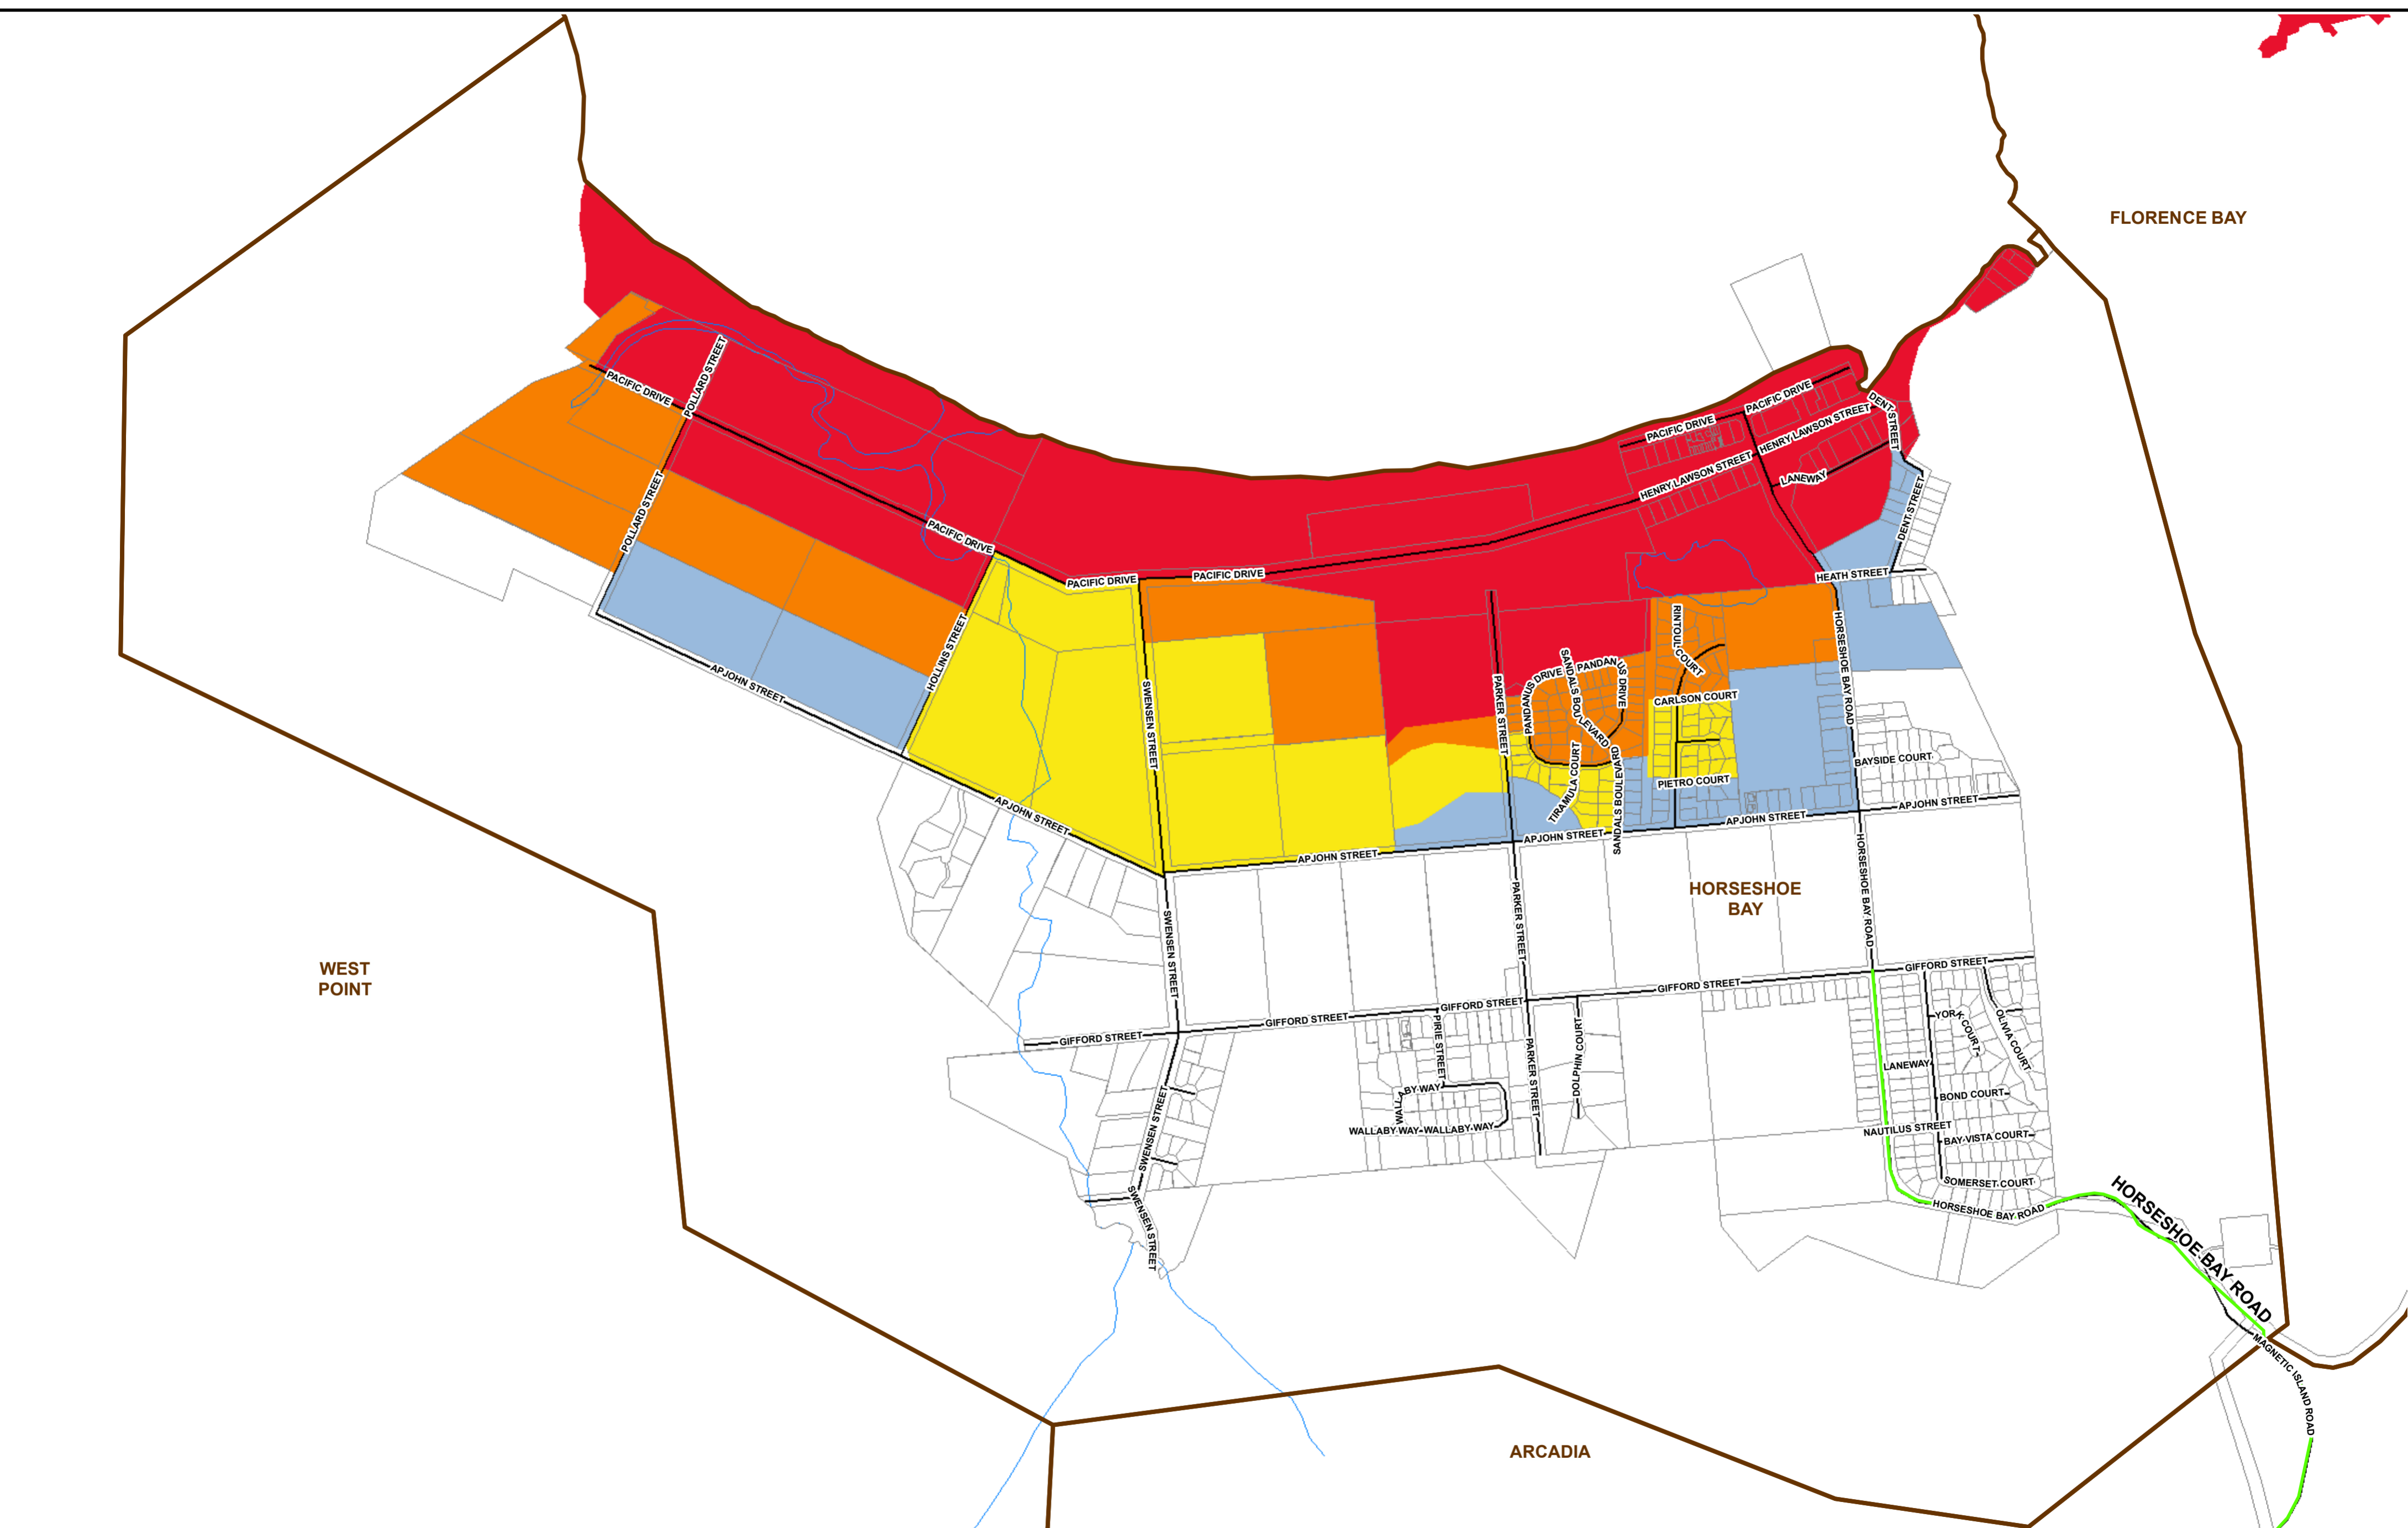 FLORENCE BAY
PACIFIC DRIVE
POLLARD STREET
PACIFIC DRIVE
PACIFIC DRIVE
DENT STREET
HENRY LAWSON STREET
HENRY LAWSON STREET
LANEWAY
POLLARD STREET
PACIFIC DRIVE
DENT STREET
PACIFIC DRIVE
PACIFIC DRIVE
HEATH STREET
HOLLINS STREET
RINTOUL COURT
HORSESHOE BAY ROAD
APJOHN STREET
SWENSEN STREET
PARKER STREET
PANDANUS DRIVE
SANDALS BOULEVARD
PANDANUS DRIVE
CARLSON COURT
TIRAMULA COURT
SANDALS BOULEVARD
PIETRO COURT
BAYSIDE COURT
APJOHN STREET
APJOHN STREET
APJOHN STREET
APJOHN STREET
APJOHN STREET
HORSESHOE
BAY
SWENSEN STREET
PARKER STREET
HORSESHOE BAY ROAD
WEST
POINT
GIFFORD STREET
GIFFORD STREET
GIFFORD STREET
GIFFORD STREET
GIFFORD STREET
PIRIE STREET
PARKER STREET
DOLPHIN COURT
YORK COURT
OLIVIA COURT
LANEWAY
BOND COURT
WALLABY WAY
WALLABY WAY
WALLABY WAY
NAUTILUS STREET
BAY VISTA COURT
SWENSEN STREET
SOMERSET COURT
SWENSEN STREET
HORSESHOE BAY ROAD
HORSESHOE BAY ROAD
MAGNETIC ISLAND ROAD
ARCADIA